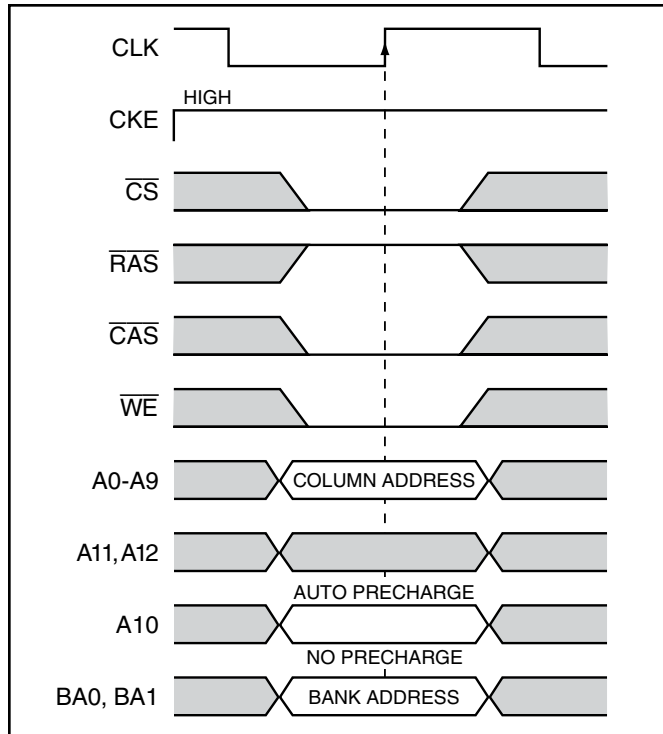 CLK
HIGH
CKE
CS
RAS
CAS
WE
A0-A9 COLUMN ADDRESS
A11, A12
AUTO PRECHARGE
A10
NO PRECHARGE
BA0, BA1 BANK ADDRESS